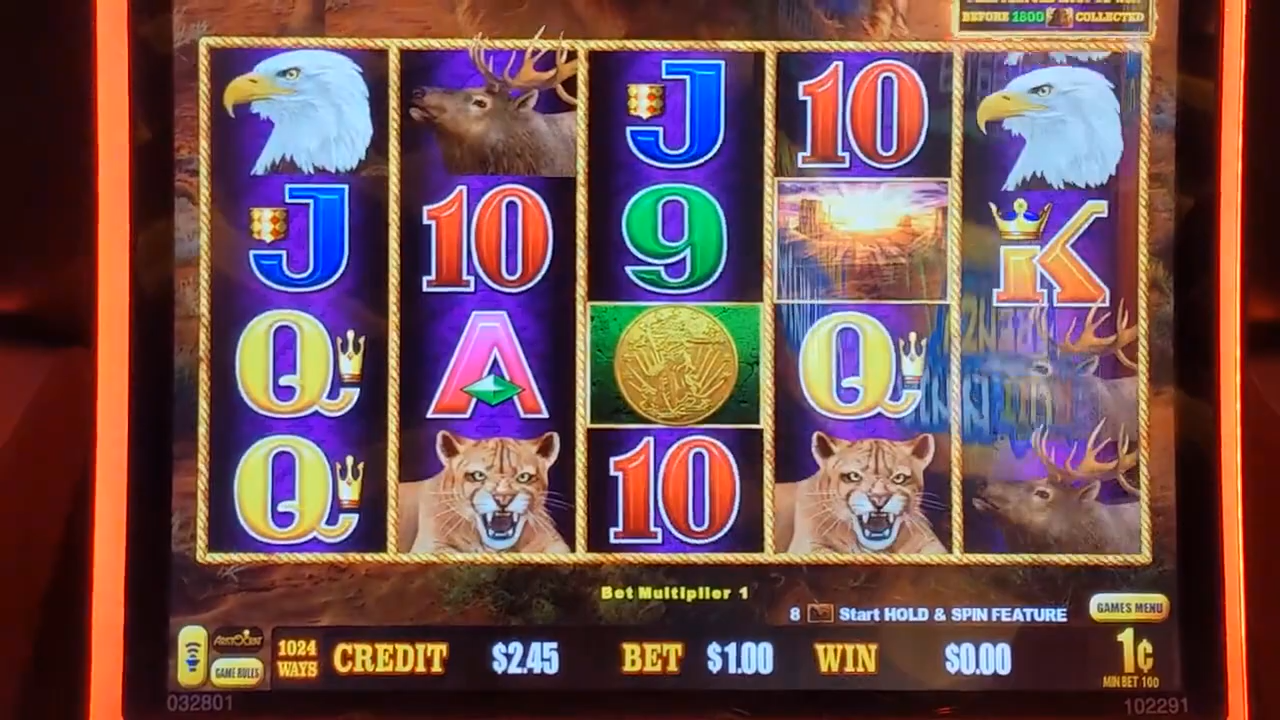 BEFORE 1800 COLLECTED
J 10
J 10 9 K
Q A Q
Q 10
Bet Multiplier 1
8 Start HOLD & SPIN FEATURE
GAMES MENU
ARISTOCRAT
GAME RULES
1024 WAYS
CREDIT $2.45 BET $1.00 WIN $0.00
1¢
MIN BET 100
032801 102291